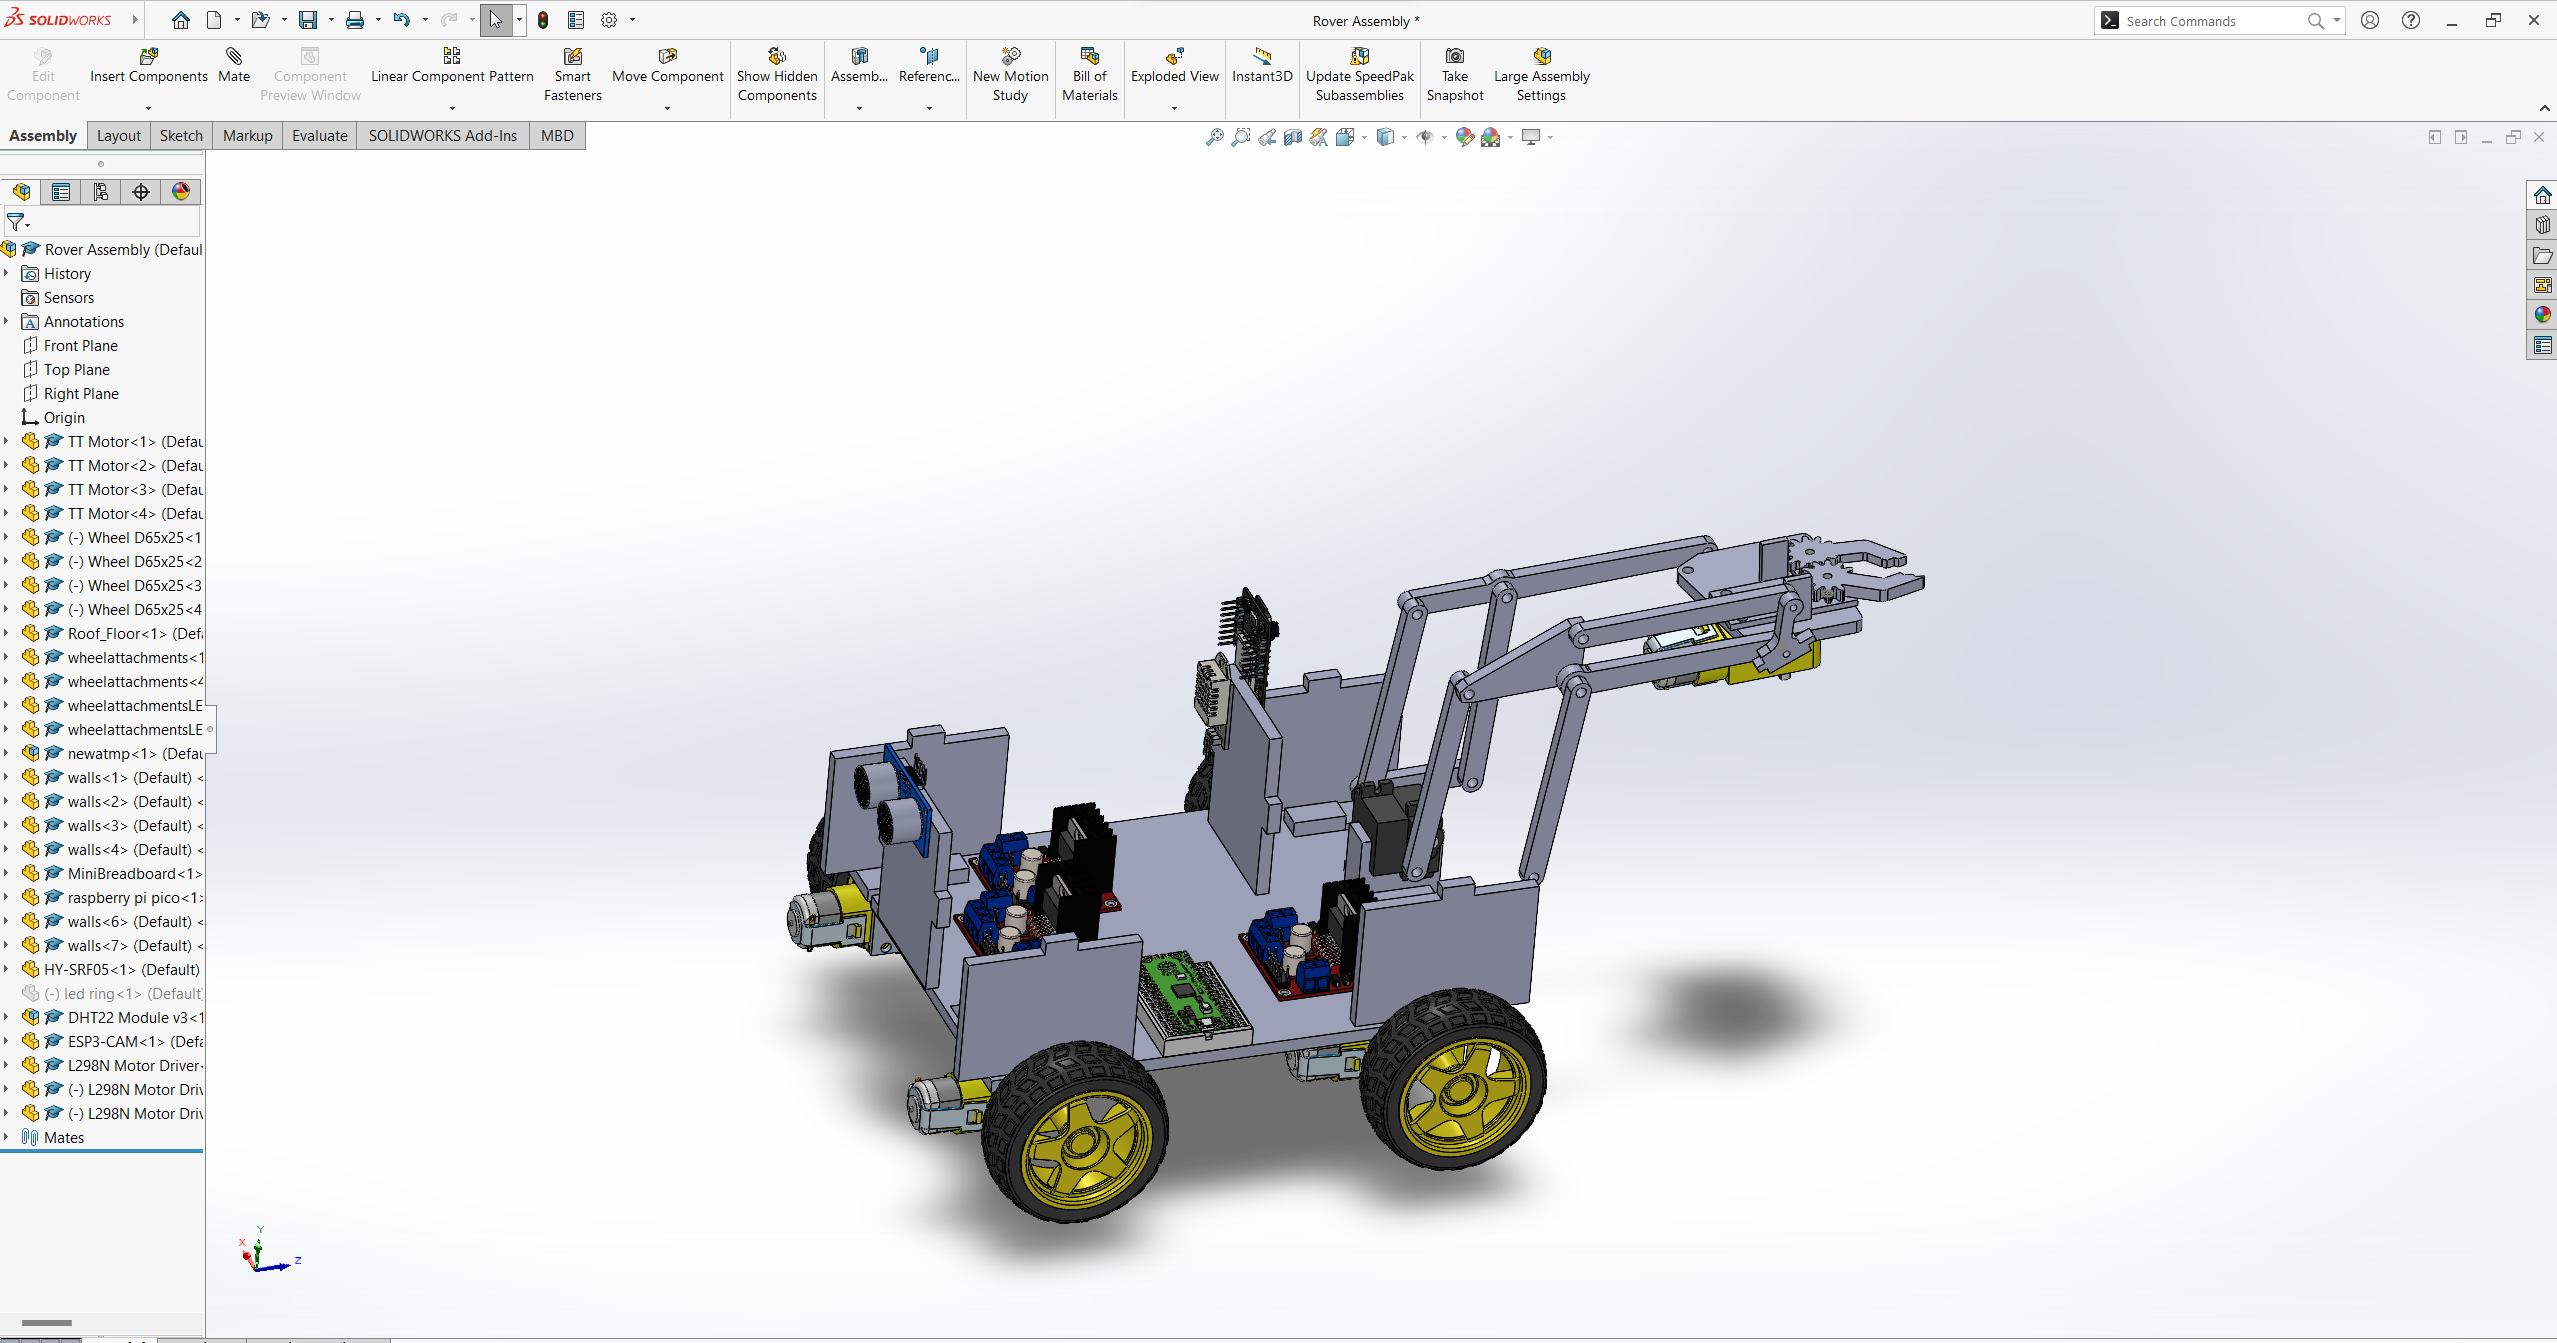 SOLIDWORKS
Rover Assembly *
Search Commands
Edit Component
Insert Components
Mate
Component Preview Window
Linear Component Pattern
Smart Fasteners
Move Component
Show Hidden Components
Assemb...
Referenc...
New Motion Study
Bill of Materials
Exploded View
Instant3D
Update SpeedPak Subassemblies
Take Snapshot
Large Assembly Settings
Assembly
Layout
Sketch
Markup
Evaluate
SOLIDWORKS Add-Ins
MBD
Rover Assembly (Defaul
History
Sensors
Annotations
Front Plane
Top Plane
Right Plane
Origin
TT Motor<1> (Defau
TT Motor<2> (Defau
TT Motor<3> (Defau
TT Motor<4> (Defau
(-) Wheel D65x25<1
(-) Wheel D65x25<2
(-) Wheel D65x25<3
(-) Wheel D65x25<4
Roof_Floor<1> (Defa
wheelattachments<1
wheelattachments<4
wheelattachmentsLE
wheelattachmentsLE
newatmp<1> (Defau
walls<1> (Default) <
walls<2> (Default) <
walls<3> (Default) <
walls<4> (Default) <
MiniBreadboard<1>
raspberry pi pico<1>
walls<6> (Default) <
walls<7> (Default) <
HY-SRF05<1> (Default)
(-) led ring<1> (Default)
DHT22 Module v3<1
ESP3-CAM<1> (Defa
L298N Motor Driver
(-) L298N Motor Driv
(-) L298N Motor Driv
Mates
Y
X
Z